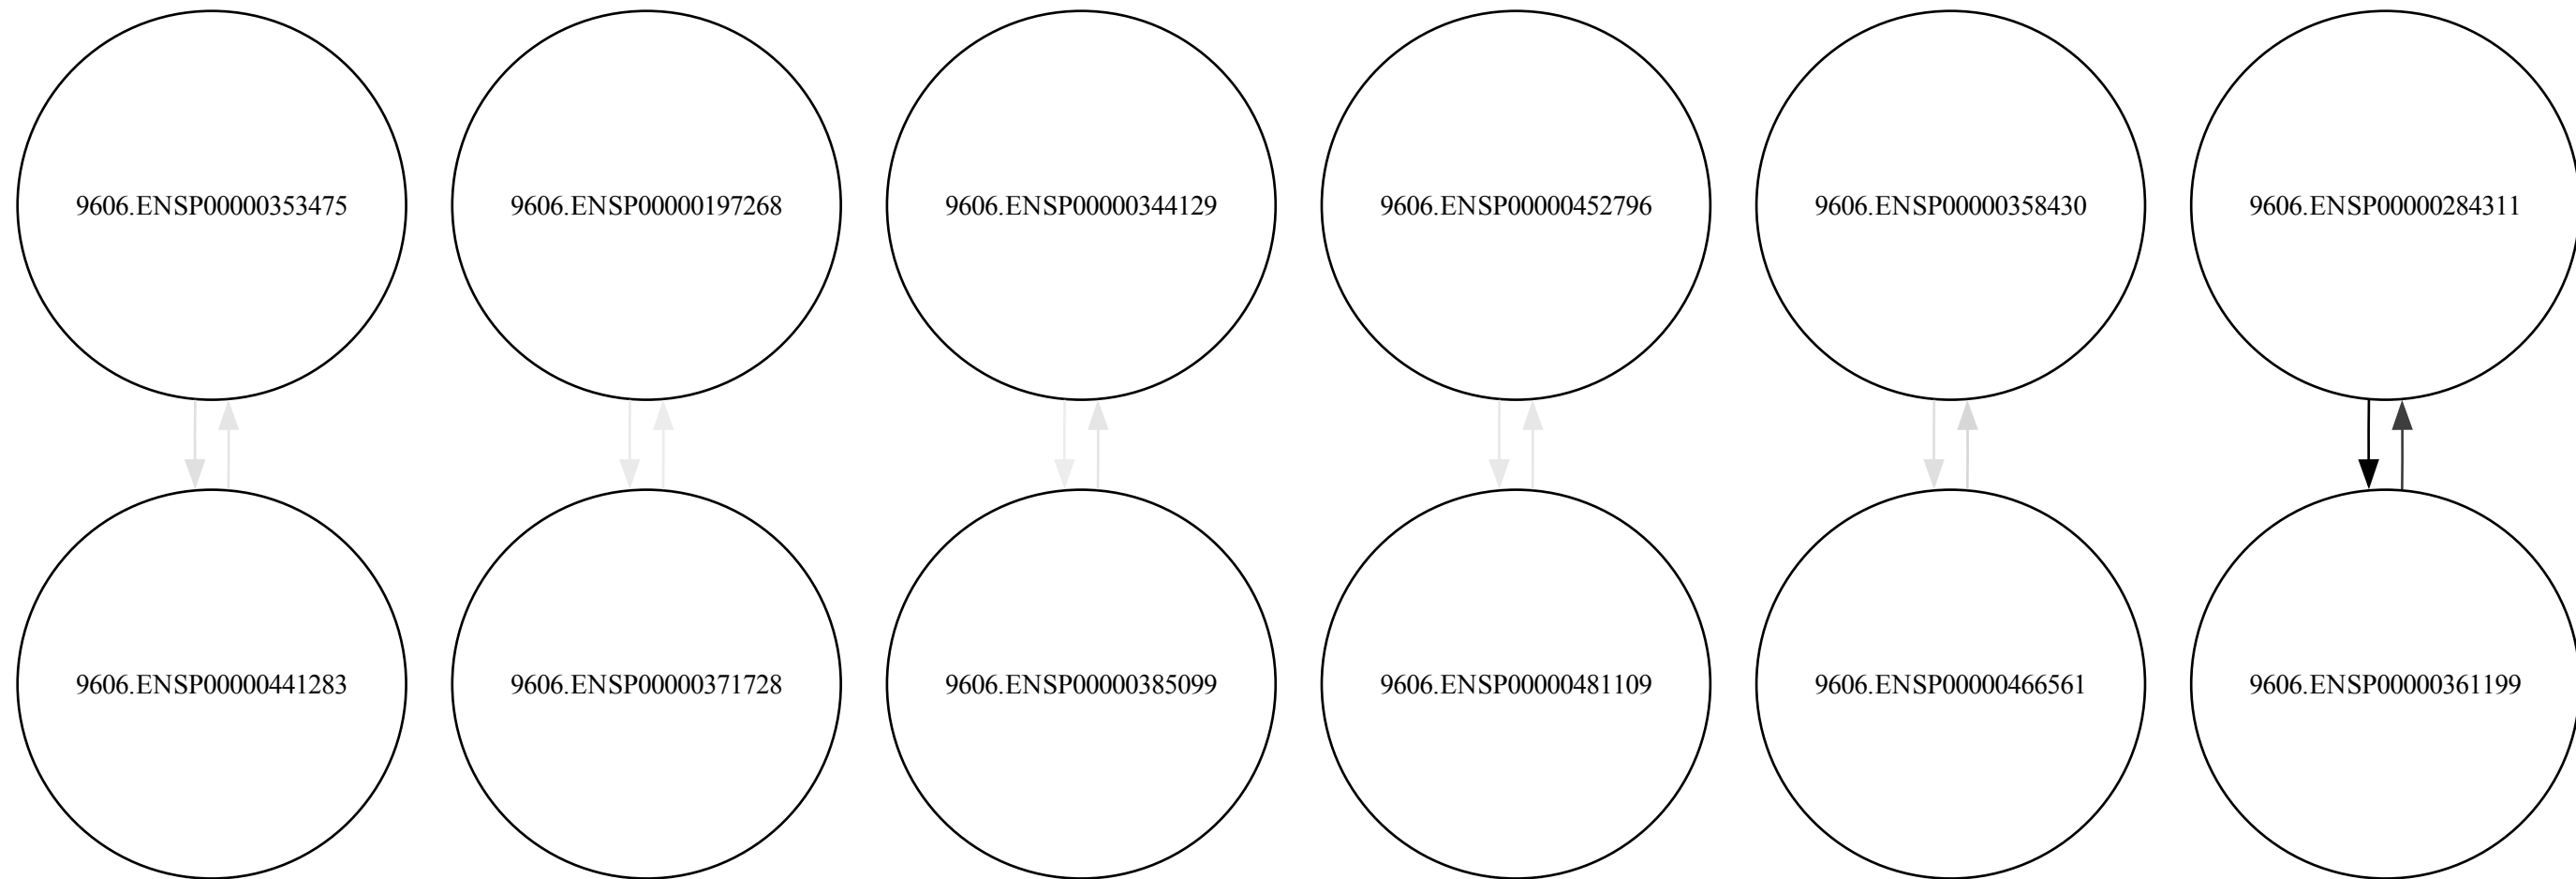 9606.ENSP00000353475
9606.ENSP00000197268
9606.ENSP00000344129
9606.ENSP00000452796
9606.ENSP00000358430
9606.ENSP00000284311
9606.ENSP00000441283
9606.ENSP00000371728
9606.ENSP00000385099
9606.ENSP00000481109
9606.ENSP00000466561
9606.ENSP00000361199